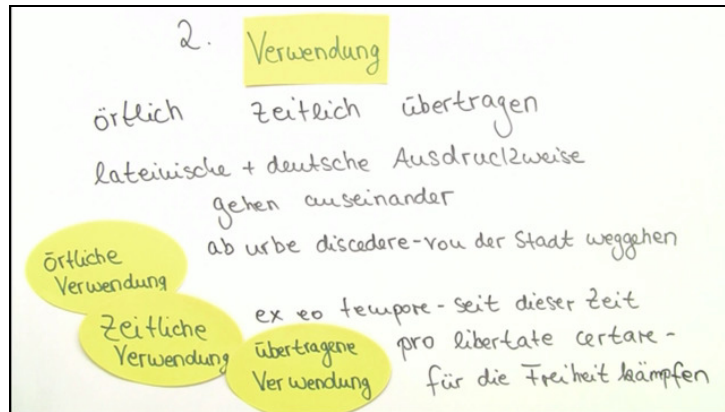 2. Verwendung
örtlich zeitlich übertragen
lateinische + deutsche Ausdruckweise
gehen auseinander
ab urbe discedere - von der Stadt weggehen
örtliche
Verwendung
ex eo tempore - seit dieser Zeit
Zeitliche
Verwendung
pro libertate certare -
für die Freiheit kämpfen
übertragene
Verwendung